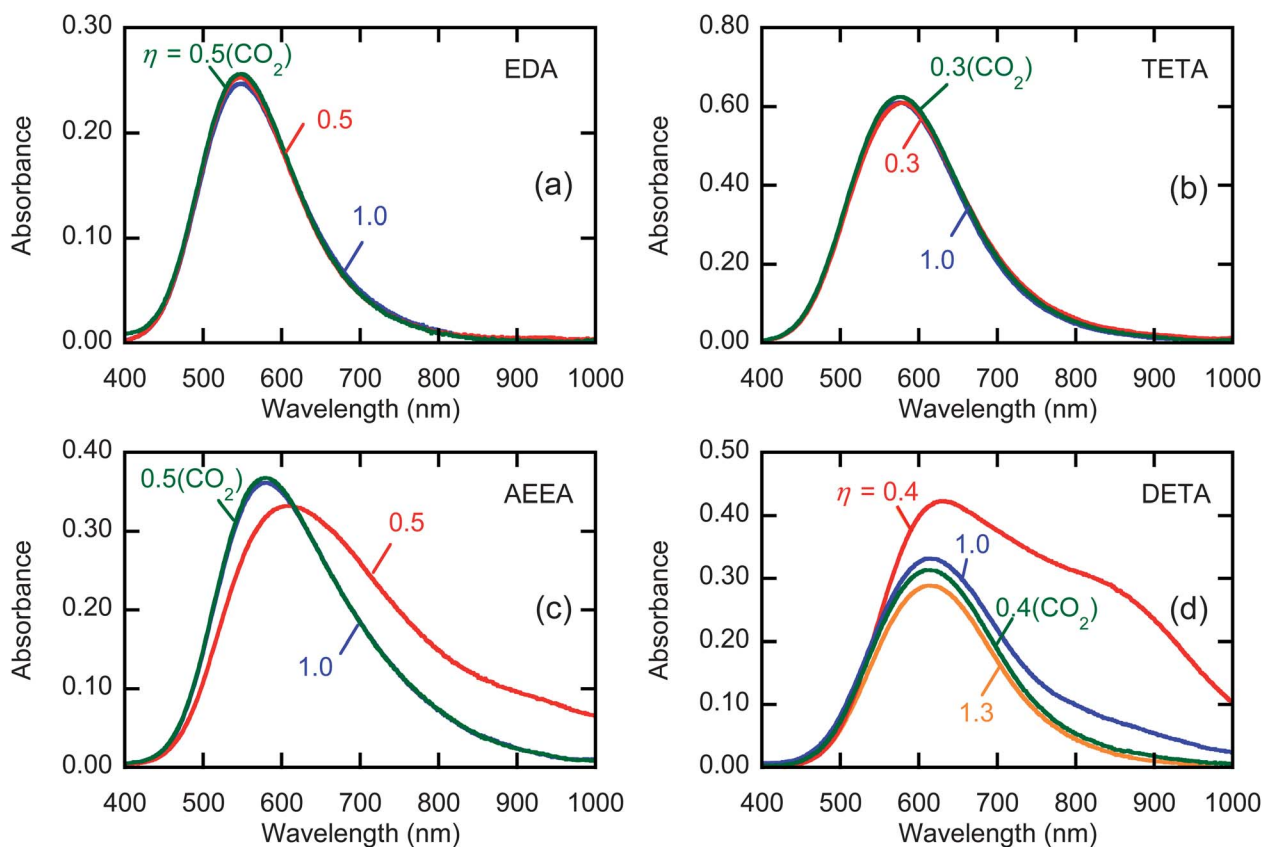 0.30
η = 0.5(CO2)
EDA
0.20
0.5
Absorbance
(a)
1.0
0.10
0.00
400 500 600 700 800 900 1000
Wavelength (nm)
0.80
TETA
0.3(CO2)
0.60
0.3
Absorbance
(b)
0.40
1.0
0.20
0.00
400 500 600 700 800 900 1000
Wavelength (nm)
0.40
0.5(CO2)
AEEA
0.5
0.30
Absorbance
(c)
0.20
1.0
0.10
0.00
400 500 600 700 800 900 1000
Wavelength (nm)
0.50
η = 0.4
DETA
0.40
1.0
0.30
Absorbance
0.4(CO2)
(d)
0.20
1.3
0.10
0.00
400 500 600 700 800 900 1000
Wavelength (nm)